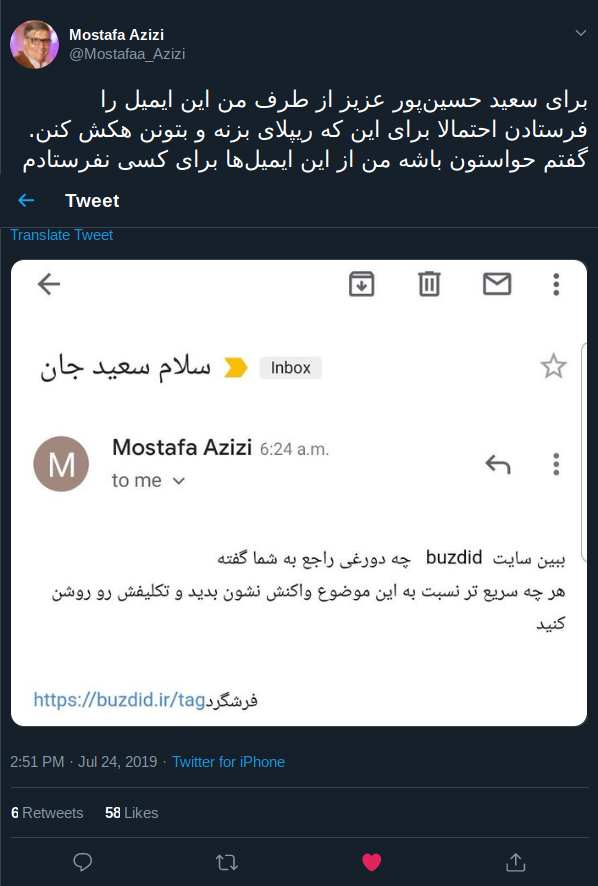 Mostafa Azizi
@Mostafaa_Azizi
برای سعید حسین‌پور عزیز از طرف من این ایمیل را
فرستادن احتمالا برای این که ریپلای بزنه و بتونن هکش کنن.
گفتم حواستون باشه من از این ایمیل‌ها برای کسی نفرستادم
Tweet
Translate Tweet
سلام سعید جان
Inbox
M
Mostafa Azizi 6:24 a.m.
to me
ببین سایت buzdid چه دورغی راجع به شما گفته
هر چه سریع تر نسبت به این موضوع واکنش نشون بدید و تکلیفش رو روشن
کنید
https://buzdid.ir/tagفرشگرد
2:51 PM · Jul 24, 2019 · Twitter for iPhone
6 Retweets 58 Likes